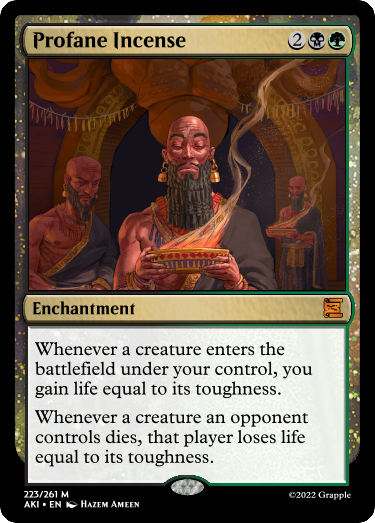 Profane Incense 2
Enchantment
Whenever a creature enters the
battlefield under your control, you
gain life equal to its toughness.
Whenever a creature an opponent
controls dies, that player loses life
equal to its toughness.
223/261 M
AKI • EN Hazem Ameen
©2022 Grapple